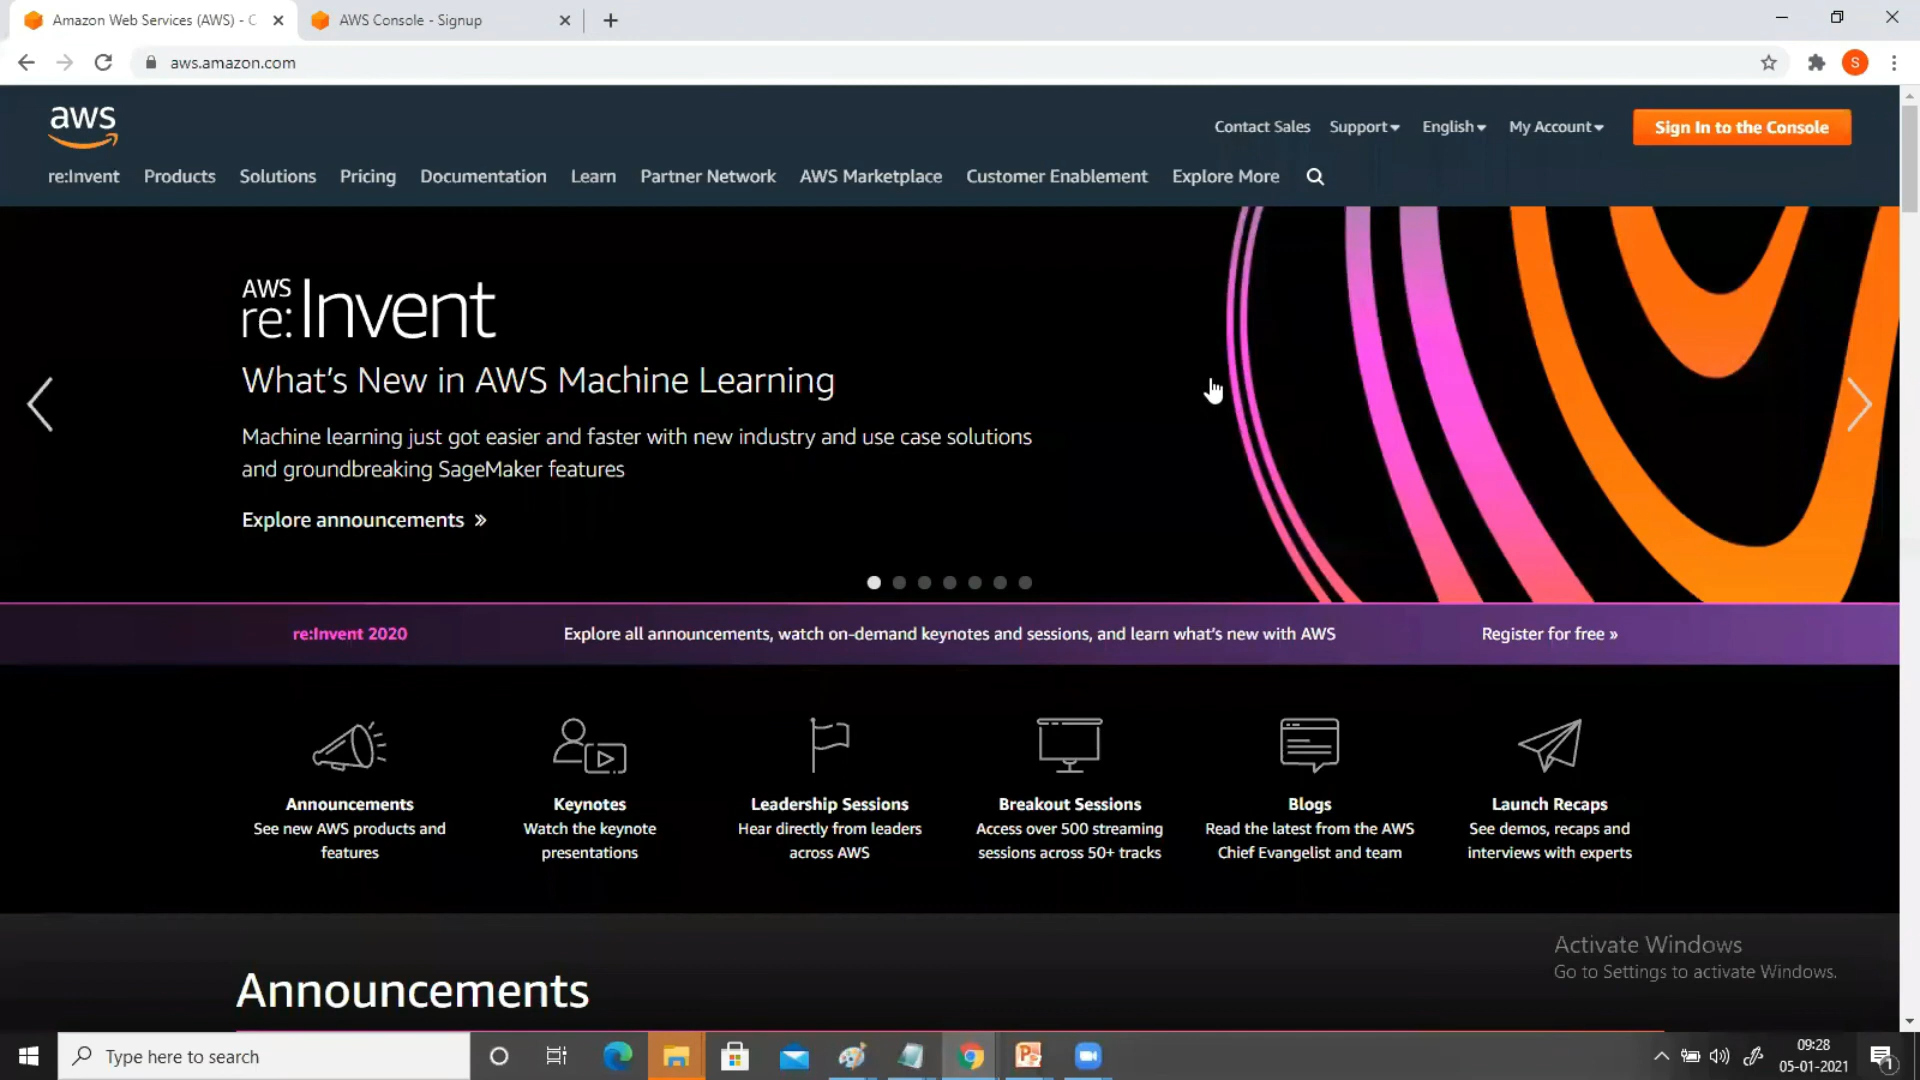 Amazon Web Services (AWS) - C
AWS Console - Signup
aws.amazon.com
S
aws
Contact Sales Support English My Account Sign In to the Console
re:Invent Products Solutions Pricing Documentation Learn Partner Network AWS Marketplace Customer Enablement Explore More
AWS
re:Invent
What's New in AWS Machine Learning
Machine learning just got easier and faster with new industry and use case solutions
and groundbreaking SageMaker features
Explore announcements »
re:Invent 2020 Explore all announcements, watch on-demand keynotes and sessions, and learn what's new with AWS Register for free »
Announcements
See new AWS products and
features
Keynotes
Watch the keynote
presentations
Leadership Sessions
Hear directly from leaders
across AWS
Breakout Sessions
Access over 500 streaming
sessions across 50+ tracks
Blogs
Read the latest from the AWS
Chief Evangelist and team
Launch Recaps
See demos, recaps and
interviews with experts
Activate Windows
Go to Settings to activate Windows.
Announcements
Type here to search
09:28
05-01-2021
1